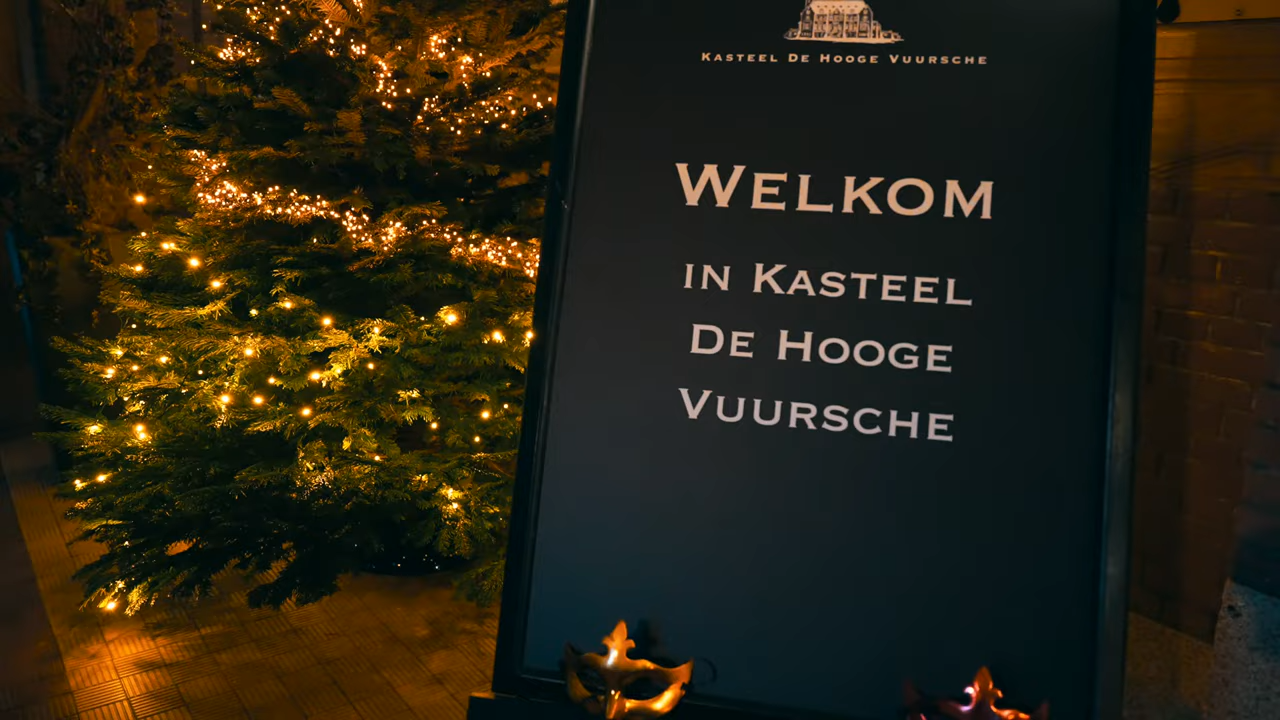 Kasteel De Hooge Vuursche
Welkom
in Kasteel
De Hooge
Vuursche